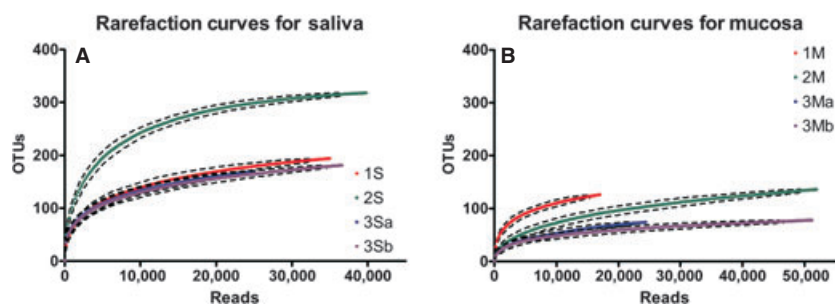 Rarefaction curves for saliva
A
400
300
200
100
0
OTUs
0 10,000 20,000 30,000 40,000
Reads
1S
2S
3Sa
3Sb
Rarefaction curves for mucosa
B
400
300
200
100
0
OTUs
0 10,000 20,000 30,000 40,000 50,000
Reads
1M
2M
3Ma
3Mb